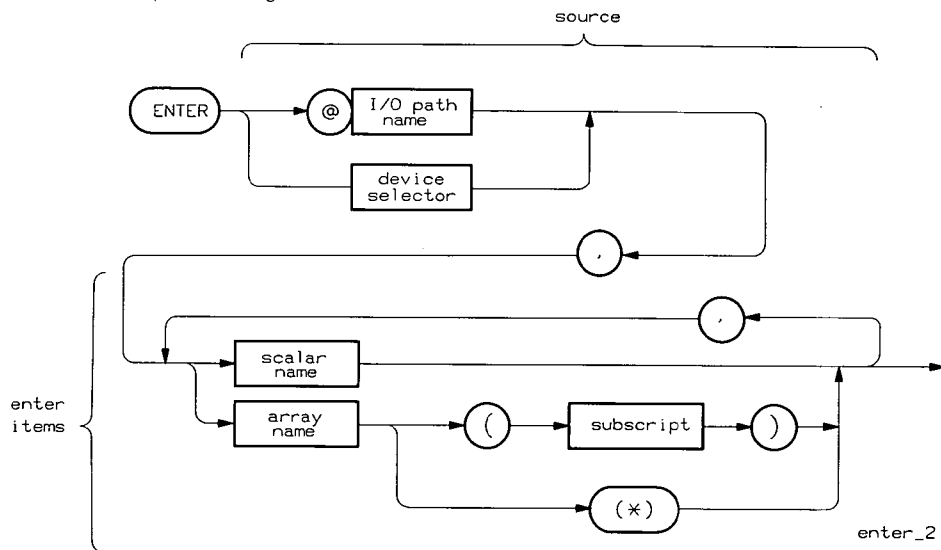 source
ENTER
@
I/O path
name
device
selector
,
,
scalar
name
enter
items
array
name
(
subscript
)
(*)
enter_2